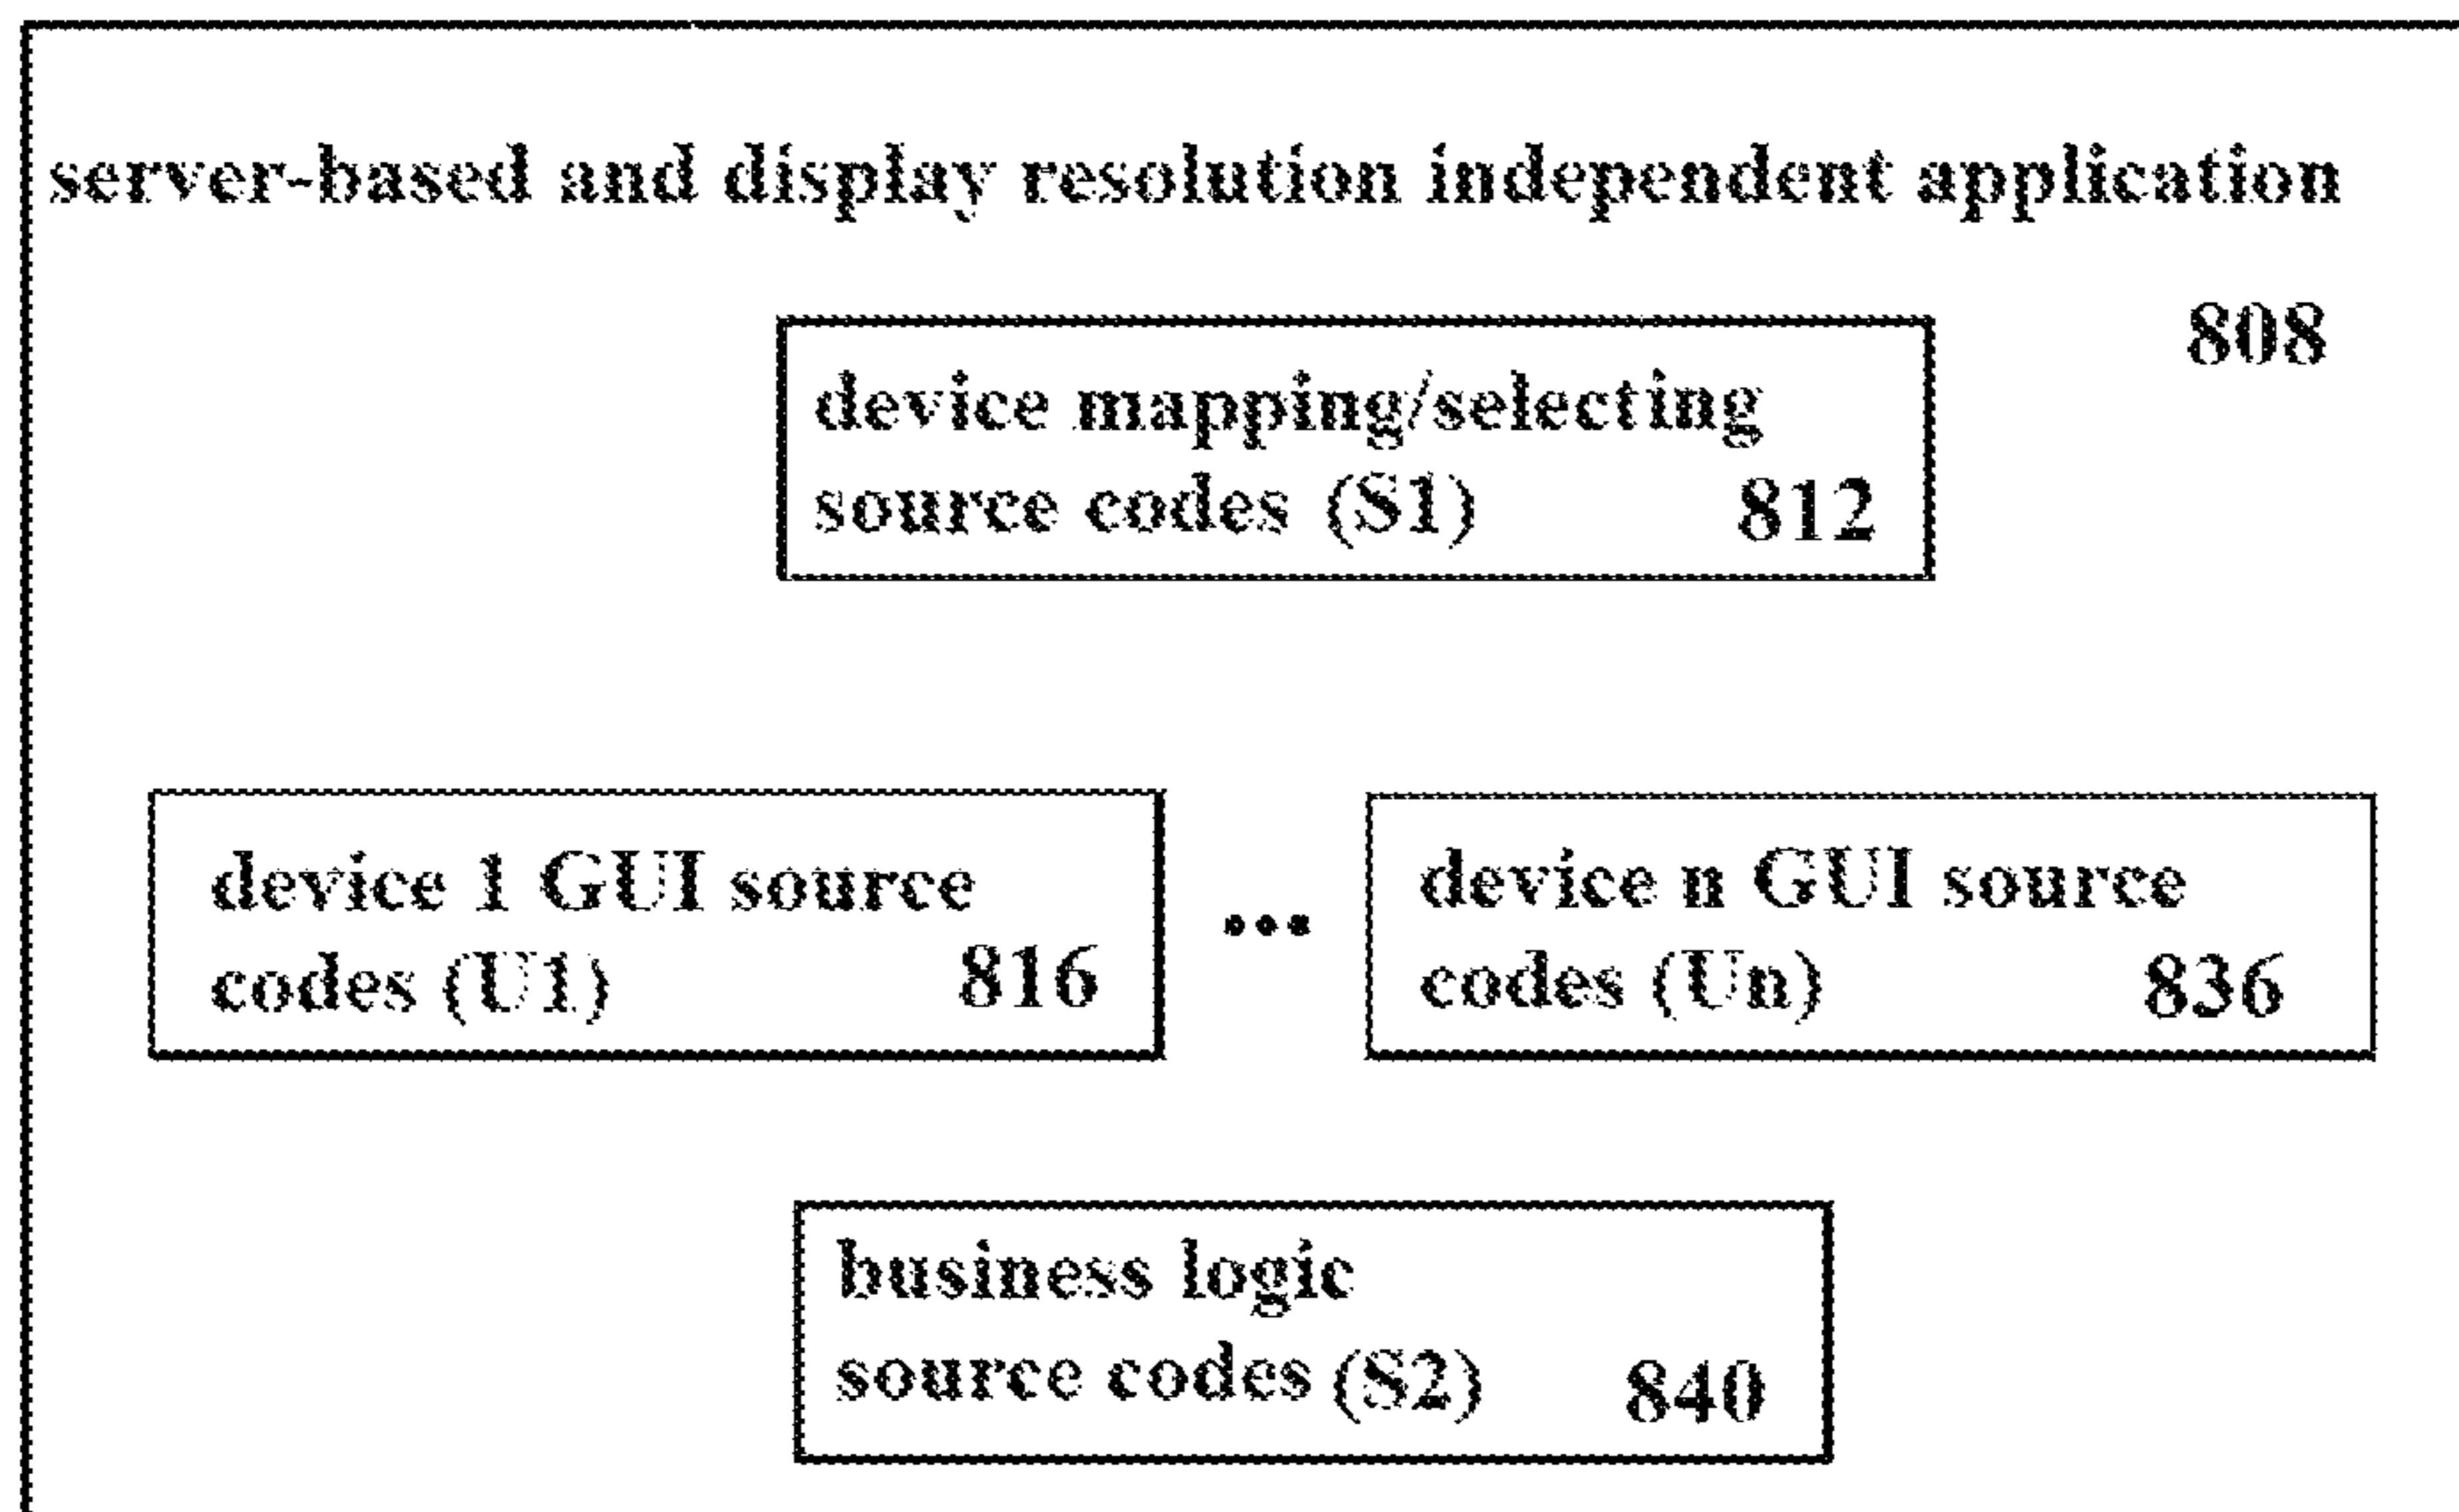 server-based and display resolution independent application
808
device mapping/selecting
source codes (S1) 812
device 1 GUI source
codes (U1) 816
...
device n GUI source
codes (Un) 836
business logic
source codes (S2) 840